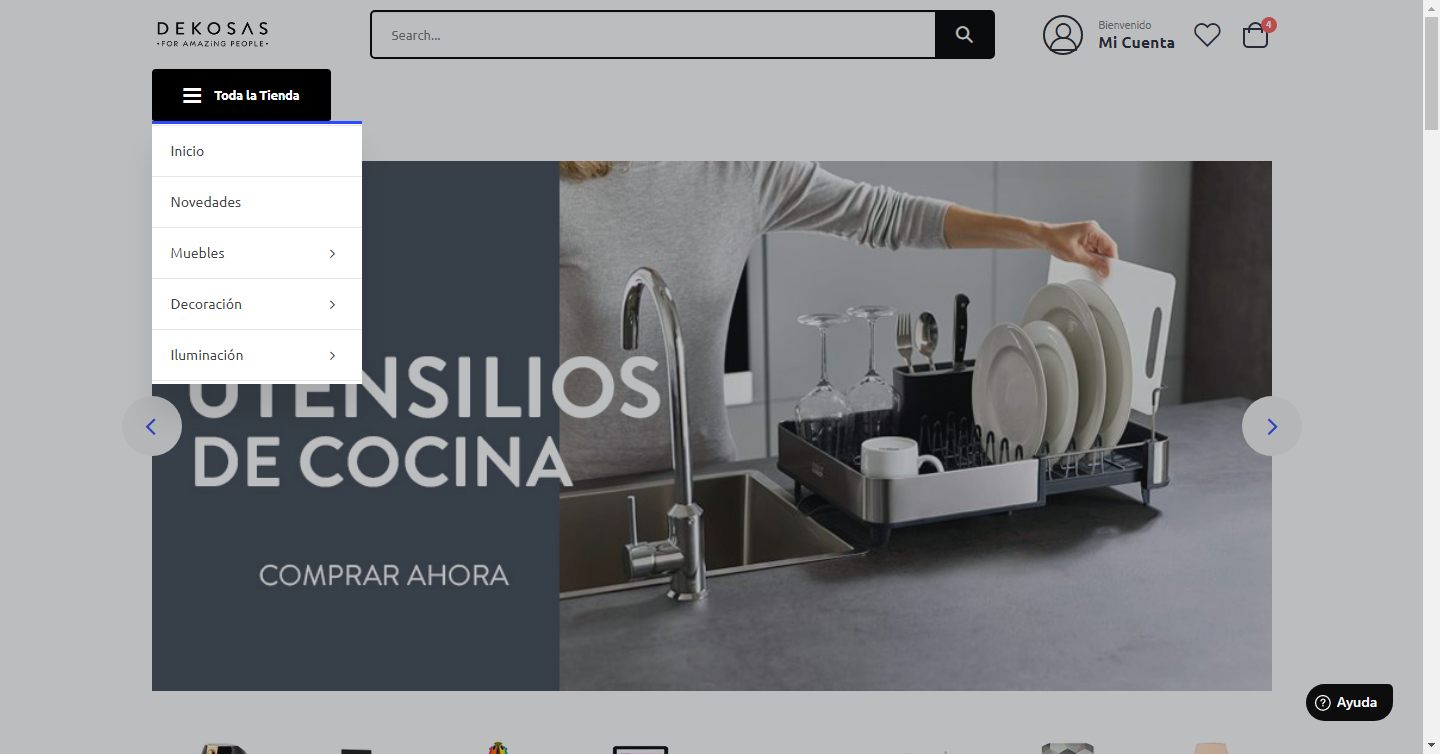 DEKOSAS
•FOR AMAZiNG PEOPLE•
Search...
Bienvenido
Mi Cuenta
4
Toda la Tienda
Inicio
Novedades
Muebles
Decoración
Iluminación
UTENSILIOS
DE COCINA
COMPRAR AHORA
Ayuda